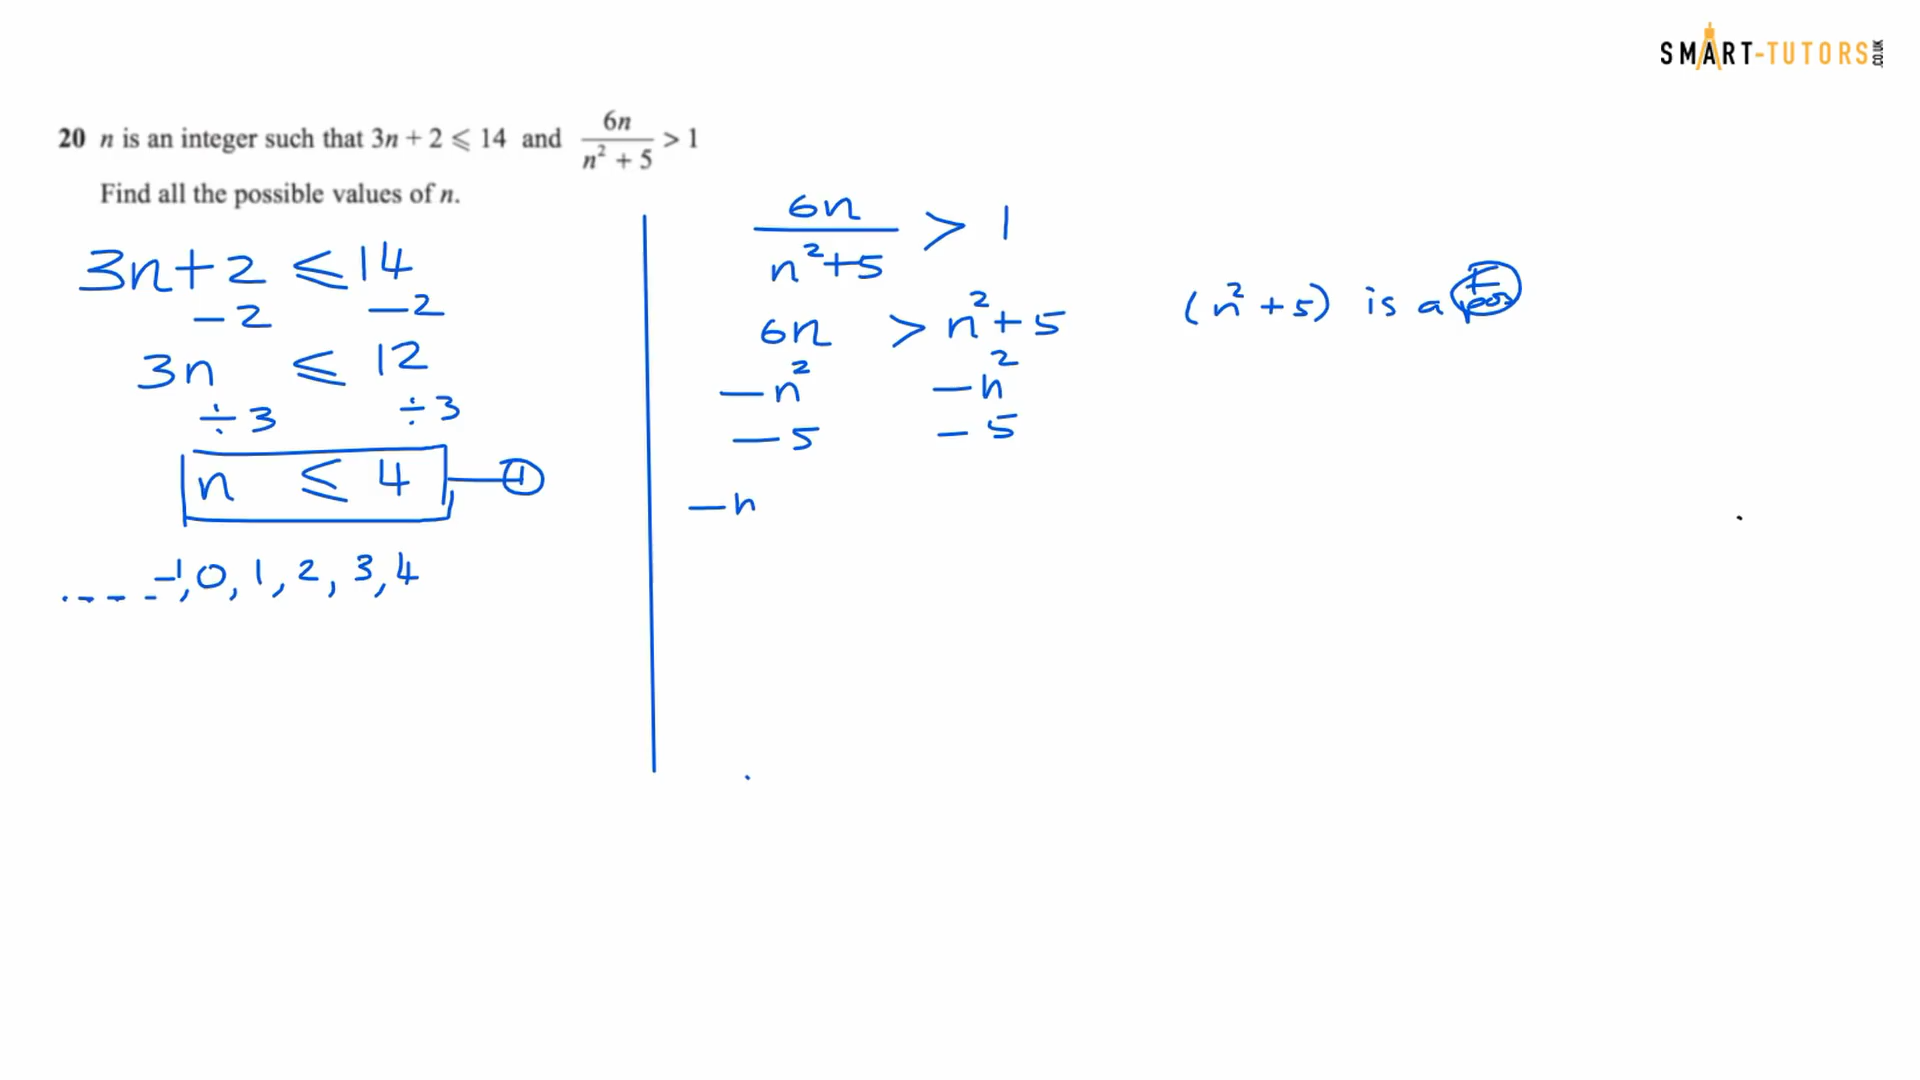 SMART-TUTORS.CO.UK
20 n is an integer such that 3n + 2 ⩽ 14 and 6n / (n² + 5) > 1
Find all the possible values of n.
3n+2 ⩽ 14
−2 −2
3n ⩽ 12
÷3 ÷3
n ⩽ 4 — ①
....-1, 0, 1, 2, 3, 4
6n / (n²+5) > 1
6n > n²+5
−n² −n²
−5 −5
−n
(n²+5) is a